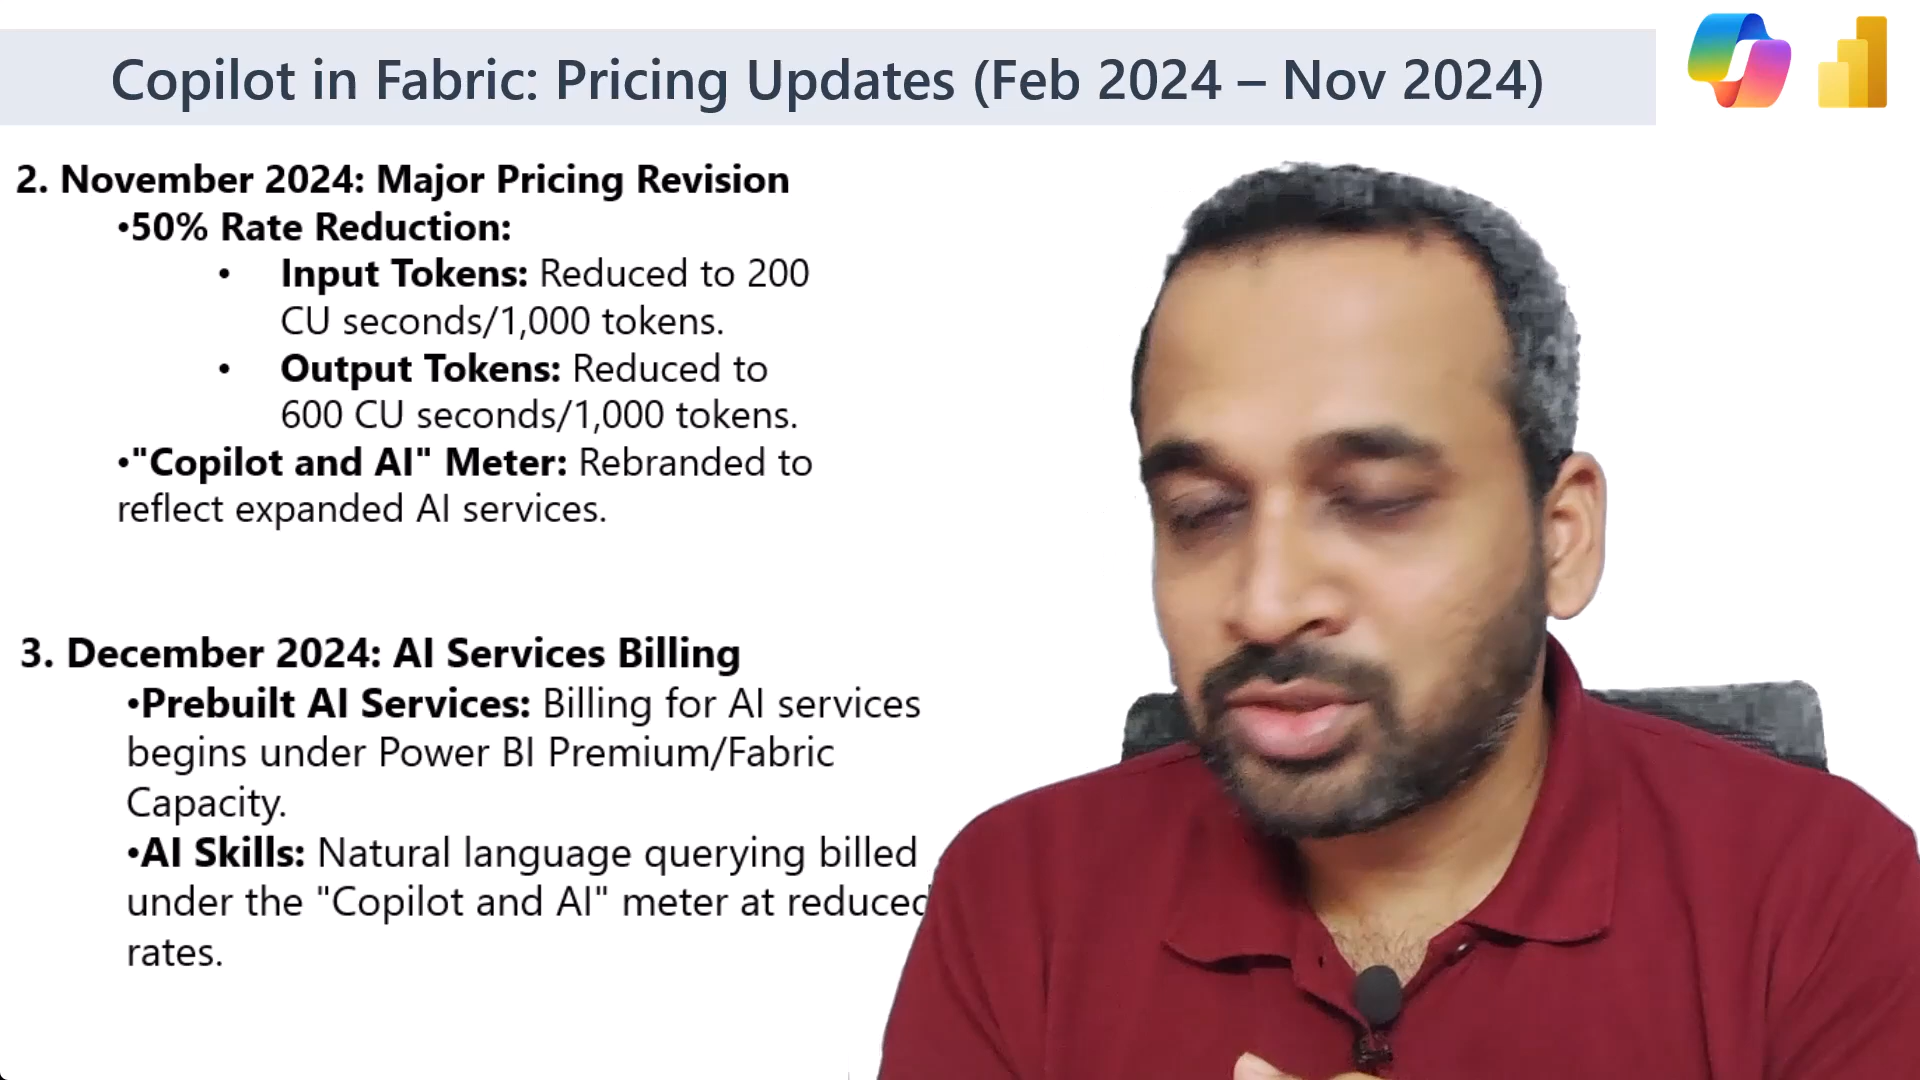 Copilot in Fabric: Pricing Updates (Feb 2024 – Nov 2024)
2. November 2024: Major Pricing Revision
•50% Rate Reduction:
• Input Tokens: Reduced to 200
CU seconds/1,000 tokens.
• Output Tokens: Reduced to
600 CU seconds/1,000 tokens.
•"Copilot and AI" Meter: Rebranded to
reflect expanded AI services.
3. December 2024: AI Services Billing
•Prebuilt AI Services: Billing for AI services
begins under Power BI Premium/Fabric
Capacity.
•AI Skills: Natural language querying billed
under the "Copilot and AI" meter at reduced
rates.